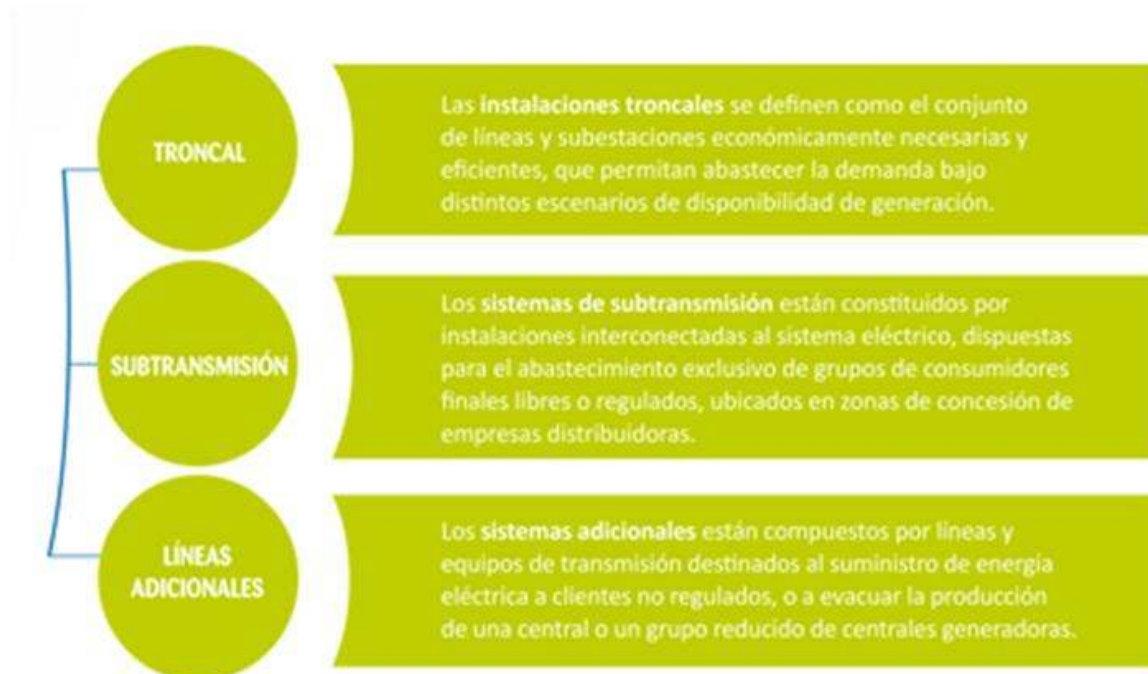 TRONCAL
Las instalaciones troncales se definen como el conjunto
de líneas y subestaciones económicamente necesarias y
eficientes, que permitan abastecer la demanda bajo
distintos escenarios de disponibilidad de generación.
SUBTRANSMISIÓN
Los sistemas de subtransmisión están constituidos por
instalaciones interconectadas al sistema eléctrico, dispuestas
para el abastecimiento exclusivo de grupos de consumidores
finales libres o regulados, ubicados en zonas de concesión de
empresas distribuidoras.
LÍNEAS
ADICIONALES
Los sistemas adicionales están compuestos por líneas y
equipos de transmisión destinados al suministro de energía
eléctrica a clientes no regulados, o a evacuar la producción
de una central o un grupo reducido de centrales generadoras.